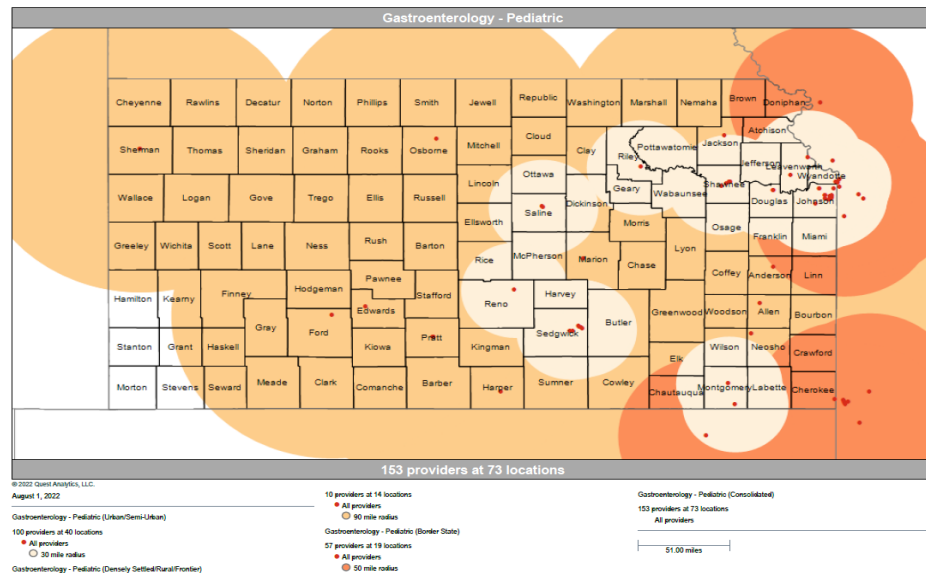 Gastroenterology - Pediatric
Cheyenne Rawlins Decatur Norton Phillips Smith Jewell Republic Washington Marshall Nemaha Brown Doniphan
Atchison
Sherman Thomas Sheridan Graham Rooks Osborne Mitchell Cloud Clay Riley Pottawatomie Jackson Jefferson Leavenworth
Wyandotte
Ottawa Lincoln Geary Wabaunsee Shawnee
Wallace Logan Gove Trego Ellis Russell Saline Dickinson Douglas Johnson
Ellsworth Morris Osage Franklin Miami
Greeley Wichita Scott Lane Ness Rush Barton Rice McPherson Marion Chase Lyon
Coffey Anderson Linn
Hamilton Kearny Finney Hodgeman Pawnee Stafford Reno Harvey
Edwards
Gray Ford Pratt Sedgwick Butler Greenwood Woodson Allen Bourbon
Stanton Grant Haskell Kiowa Kingman Elk Wilson Neosho Crawford
Morton Stevens Seward Meade Clark Comanche Barber Harper Sumner Cowley Chautauqua Montgomery Labette Cherokee
153 providers at 73 locations
© 2022 Quest Analytics, LLC.
August 1, 2022
Gastroenterology - Pediatric (Urban/Semi-Urban)
100 providers at 40 locations
All providers
30 mile radius
Gastroenterology - Pediatric (Densely Settled/Rural/Frontier)
10 providers at 14 locations
All providers
90 mile radius
Gastroenterology - Pediatric (Border State)
57 providers at 19 locations
All providers
50 mile radius
Gastroenterology - Pediatric (Consolidated)
153 providers at 73 locations
All providers
51.00 miles